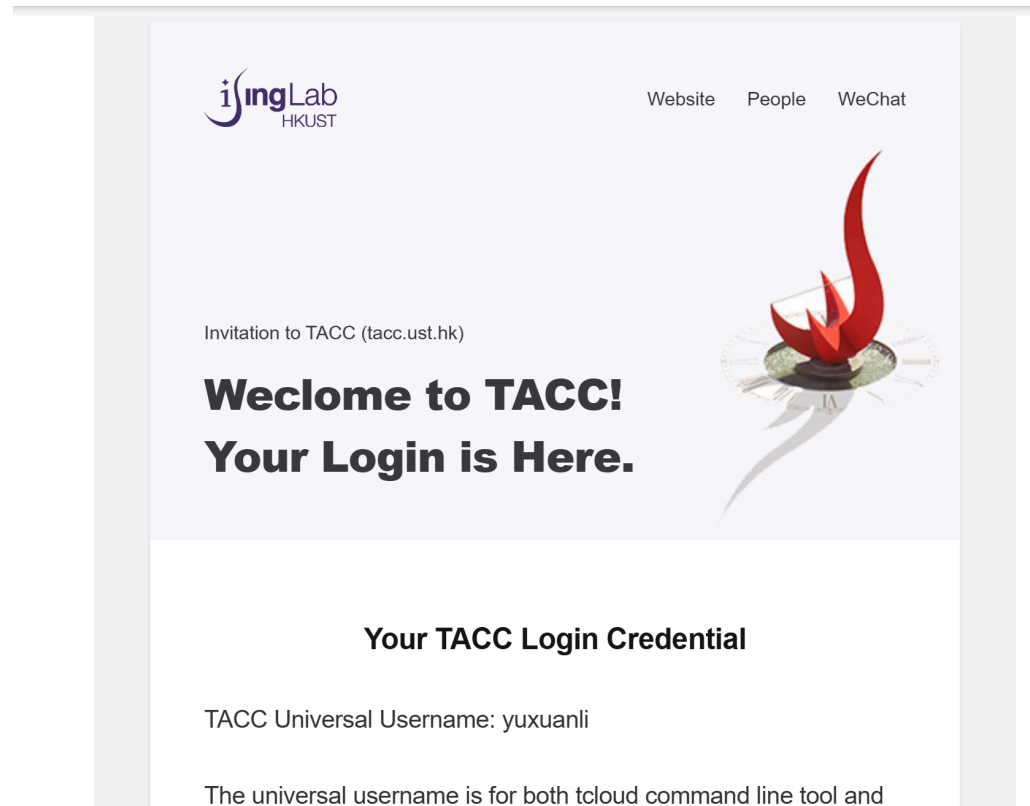 isingLab
HKUST
Website People WeChat
Invitation to TACC (tacc.ust.hk)
Weclome to TACC!
Your Login is Here.
Your TACC Login Credential
TACC Universal Username: yuxuanli
The universal username is for both tcloud command line tool and